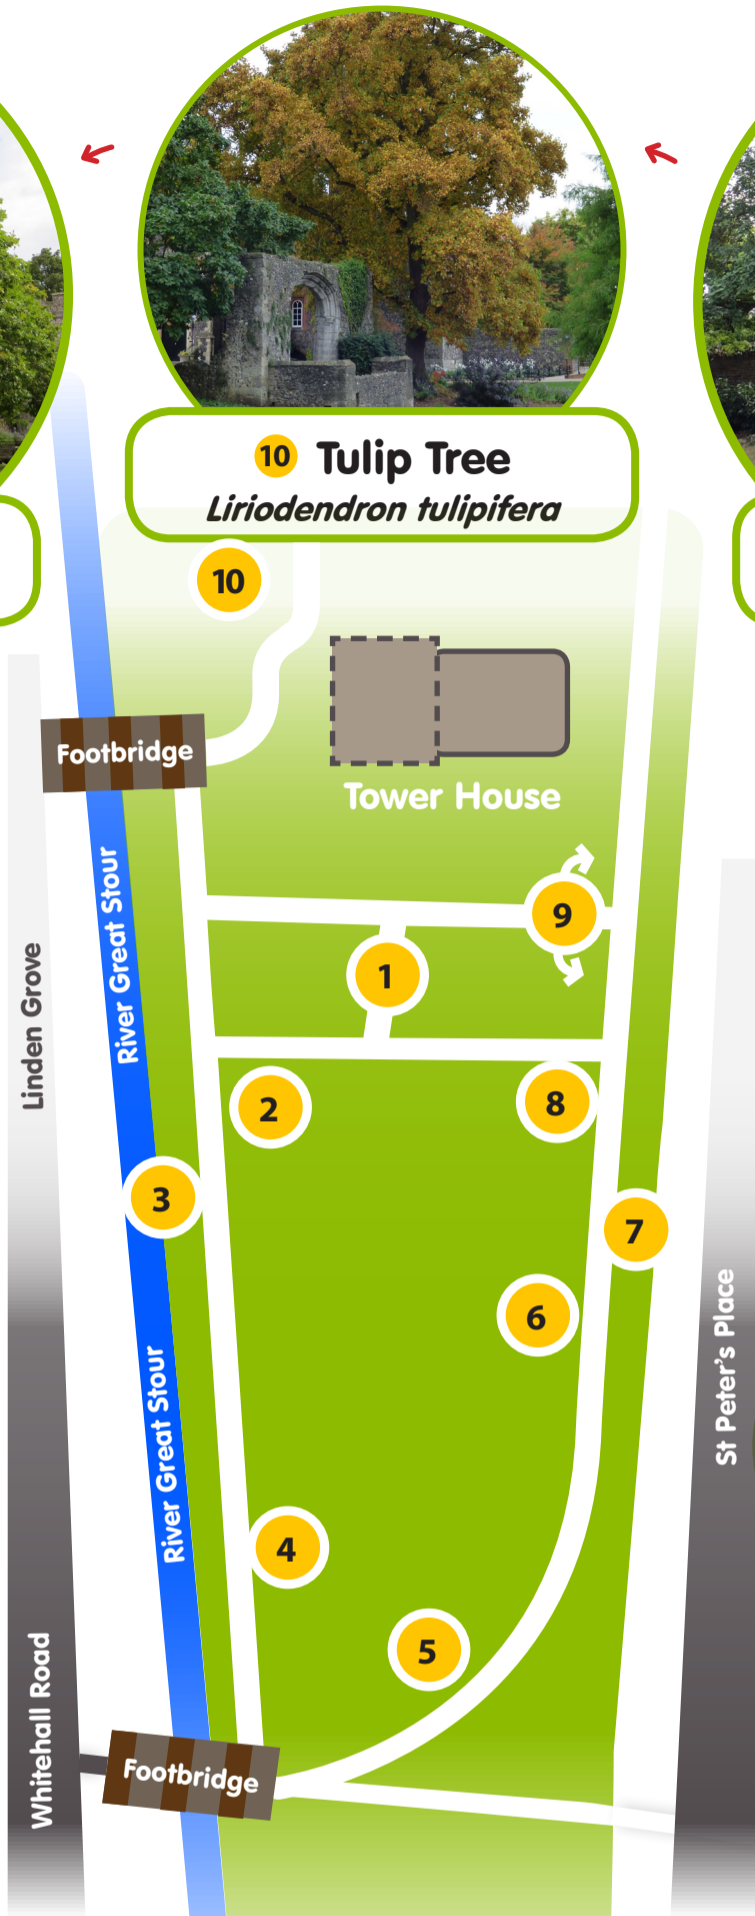 10 Tulip Tree
Liriodendron tulipifera
10
Footbridge
Tower House
River Great Stour
Linden Grove
9
1
2
8
3
7
6
St Peter's Place
River Great Stour
4
5
Whitehall Road
Footbridge